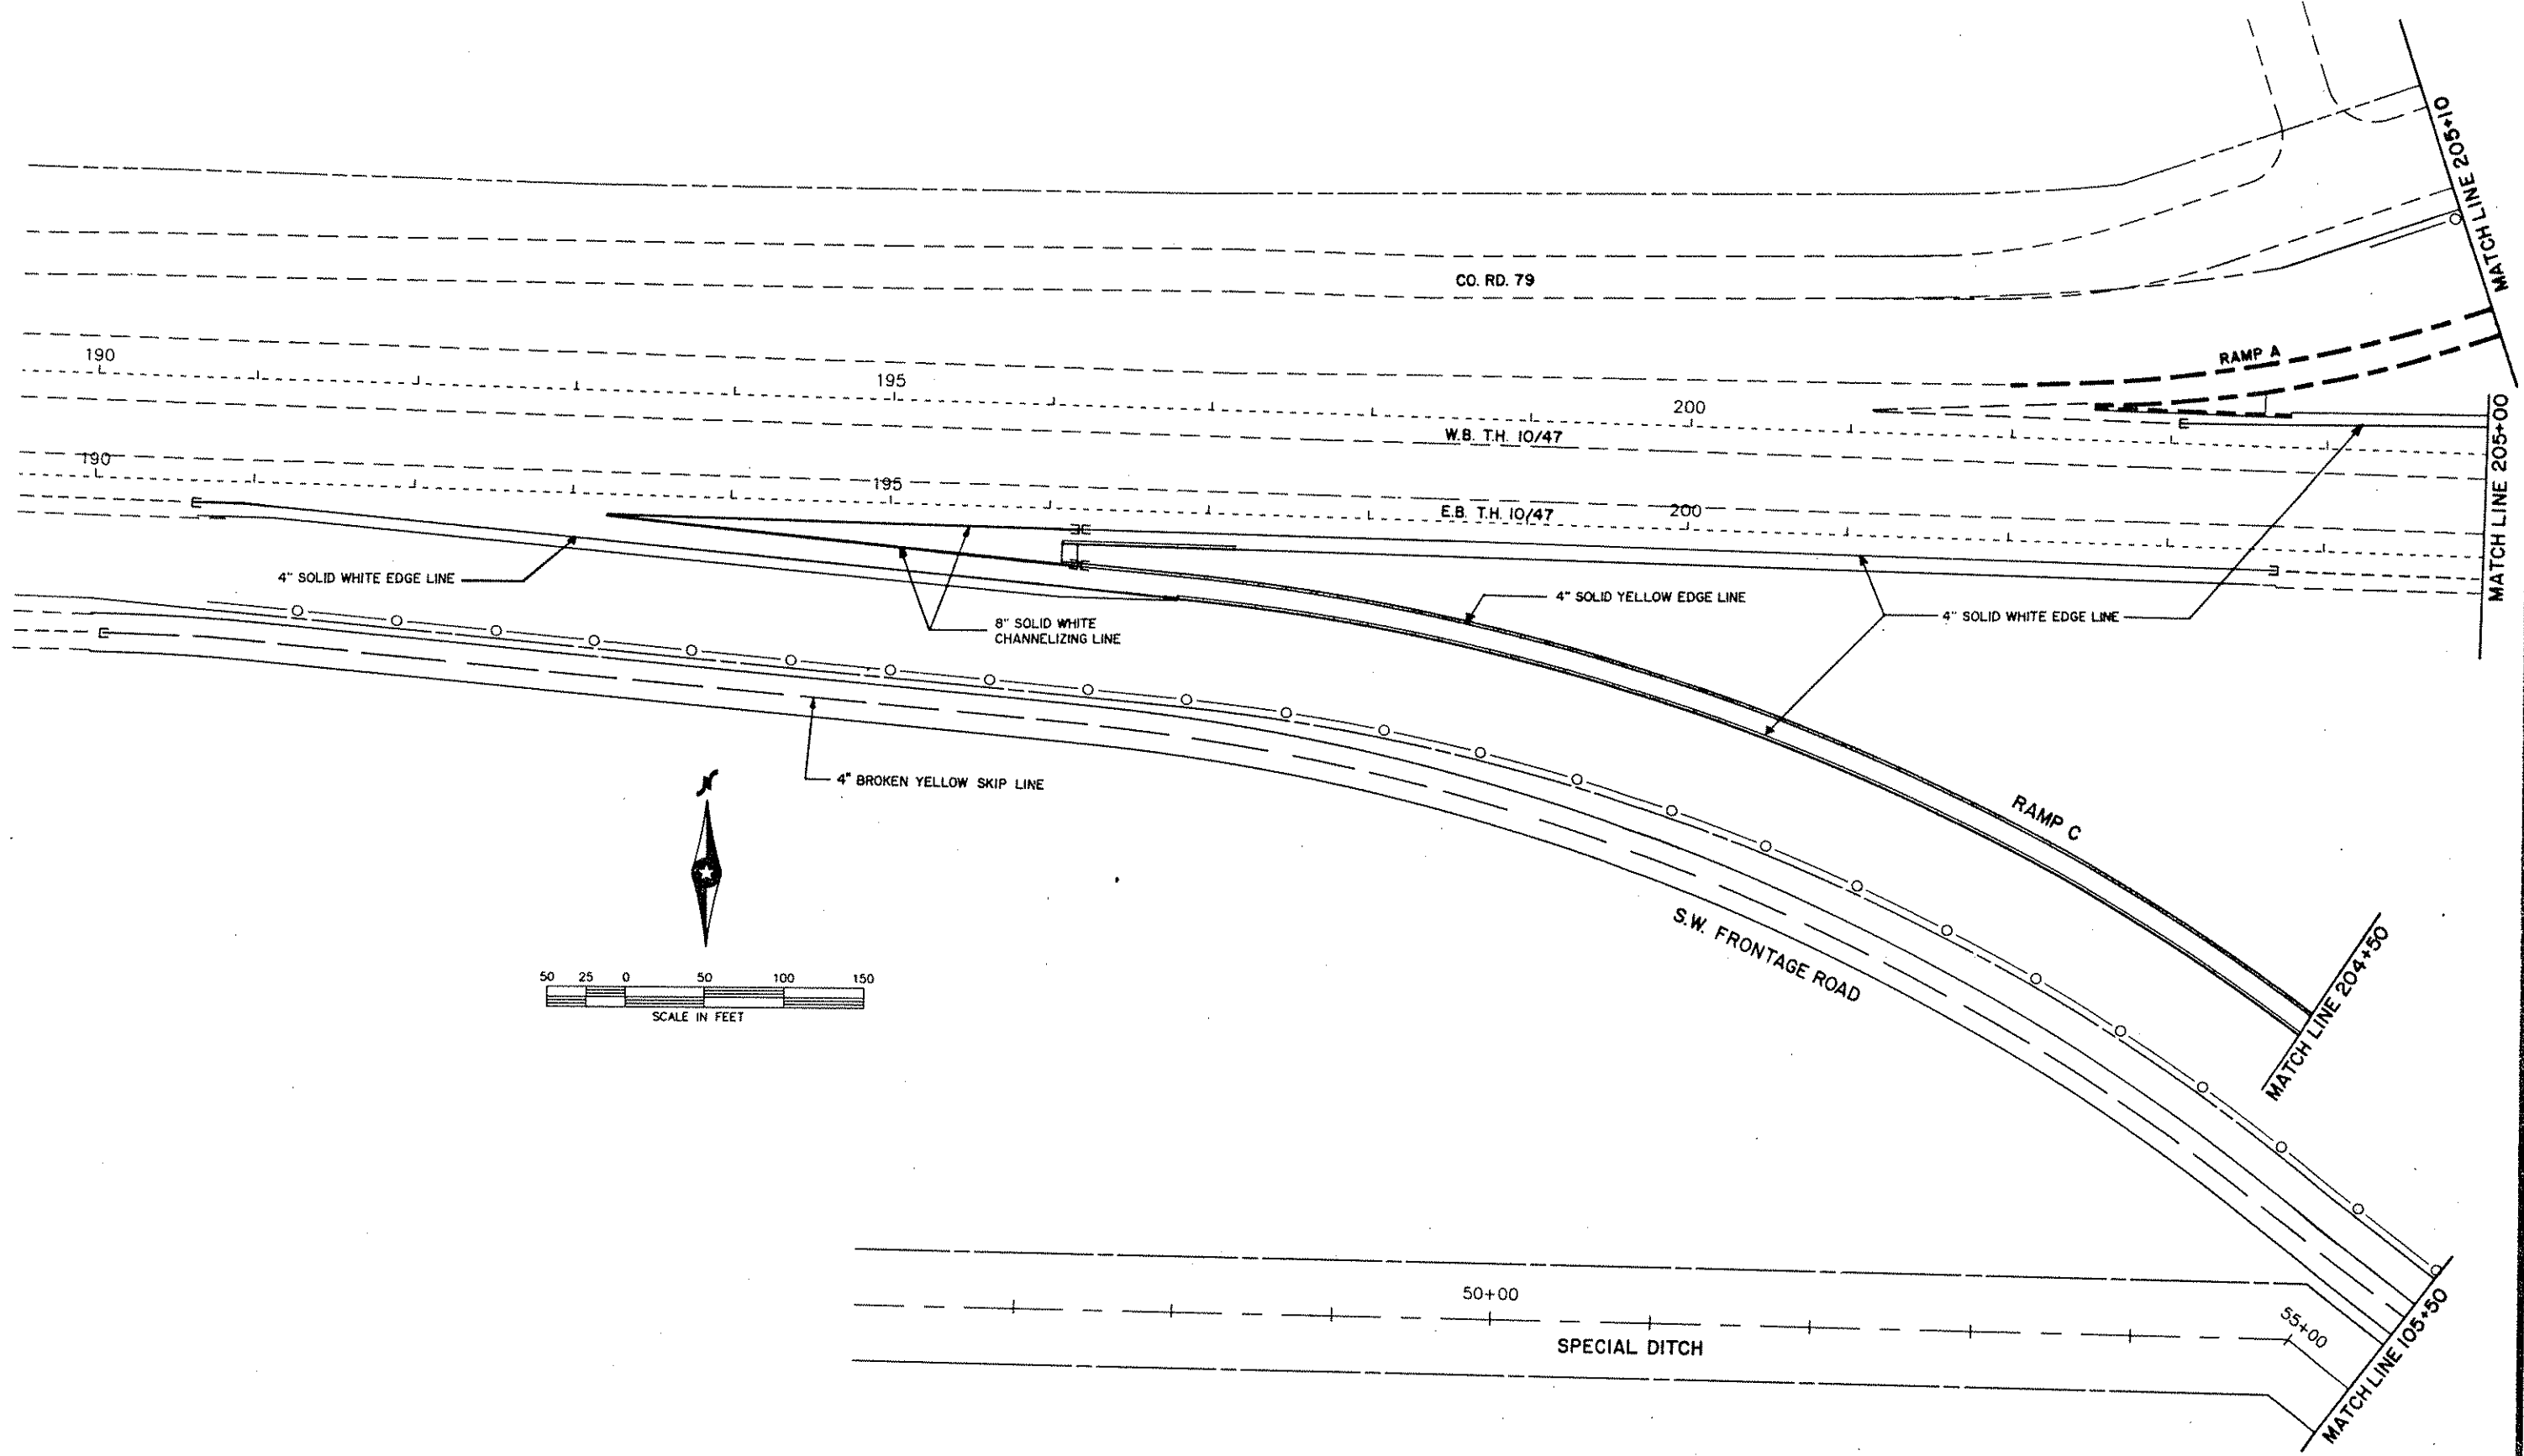 MATCH LINE 205+10
CO. RD. 79
RAMP A
190
195
200
W.B. T.H. 10/47
MATCH LINE 205+00
190
195
200
E.B. T.H. 10/47
4" SOLID WHITE EDGE LINE
8" SOLID WHITE
CHANNELIZING LINE
4" SOLID YELLOW EDGE LINE
4" SOLID WHITE EDGE LINE
4" BROKEN YELLOW SKIP LINE
N
RAMP C
S.W. FRONTAGE ROAD
MATCH LINE 204+50
50 25 0 50 100 150
SCALE IN FEET
50+00
55+00
SPECIAL DITCH
MATCH LINE 105+50